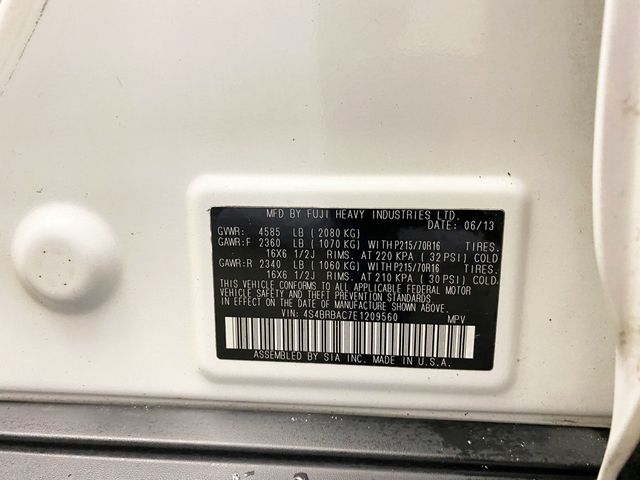 MFD BY FUJI HEAVY INDUSTRIES LTD.
DATE: 06/13
GVWR: 4585 LB ( 2080 KG)
GAWR:F 2360 LB ( 1070 KG) WITH P215/70R16 TIRES.
16X6 1/2J RIMS. AT 220 KPA ( 32 PSI) COLD
GAWR:R 2340 LB ( 1060 KG) WITH P215/70R16 TIRES.
16X6 1/2J RIMS. AT 210 KPA ( 30 PSI) COLD.
THIS VEHICLE CONFORMS TO ALL APPLICABLE FEDERAL MOTOR
VEHICLE SAFETY AND THEFT PREVENTION STANDARDS
IN EFFECT ON THE DATE OF MANUFACTURE SHOWN ABOVE.
VIN: 4S4BRBAC7E1209560 MPV
ASSEMBLED BY SIA INC. MADE IN U.S.A.